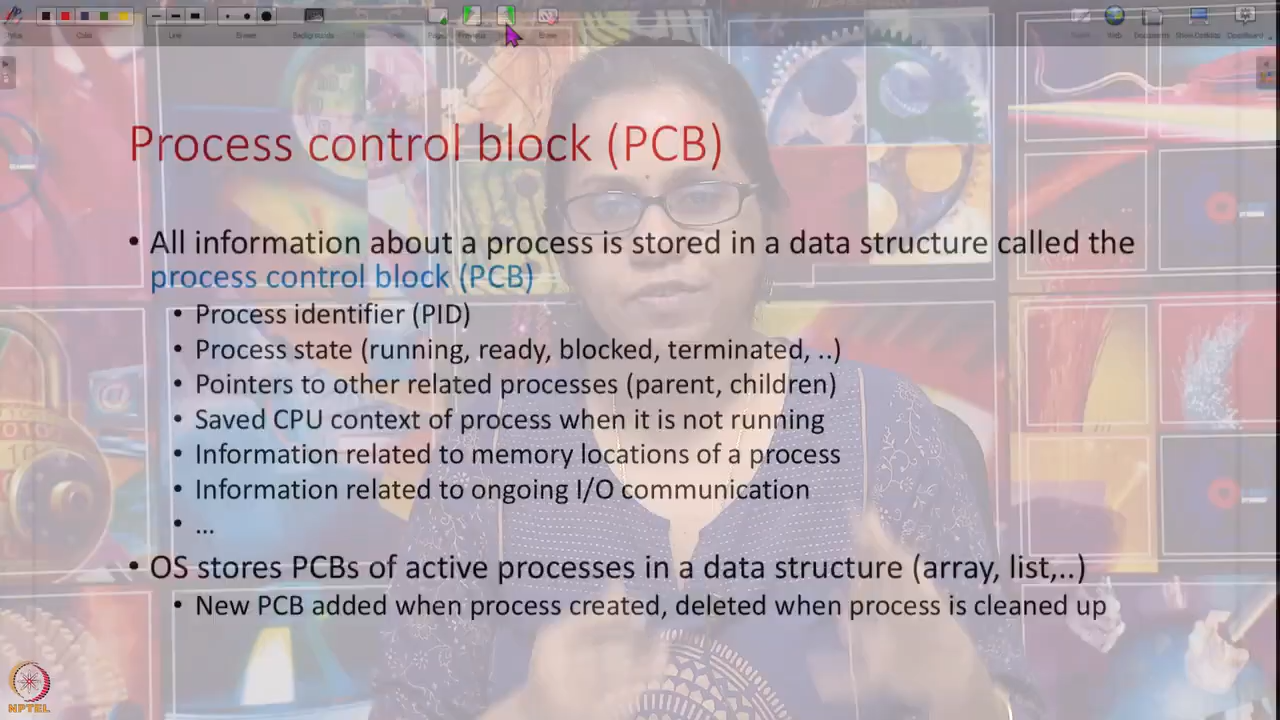 Process control block (PCB)
• All information about a process is stored in a data structure called the
process control block (PCB)
• Process identifier (PID)
• Process state (running, ready, blocked, terminated, ..)
• Pointers to other related processes (parent, children)
• Saved CPU context of process when it is not running
• Information related to memory locations of a process
• Information related to ongoing I/O communication
• ...
• OS stores PCBs of active processes in a data structure (array, list,..)
• New PCB added when process created, deleted when process is cleaned up
NPTEL